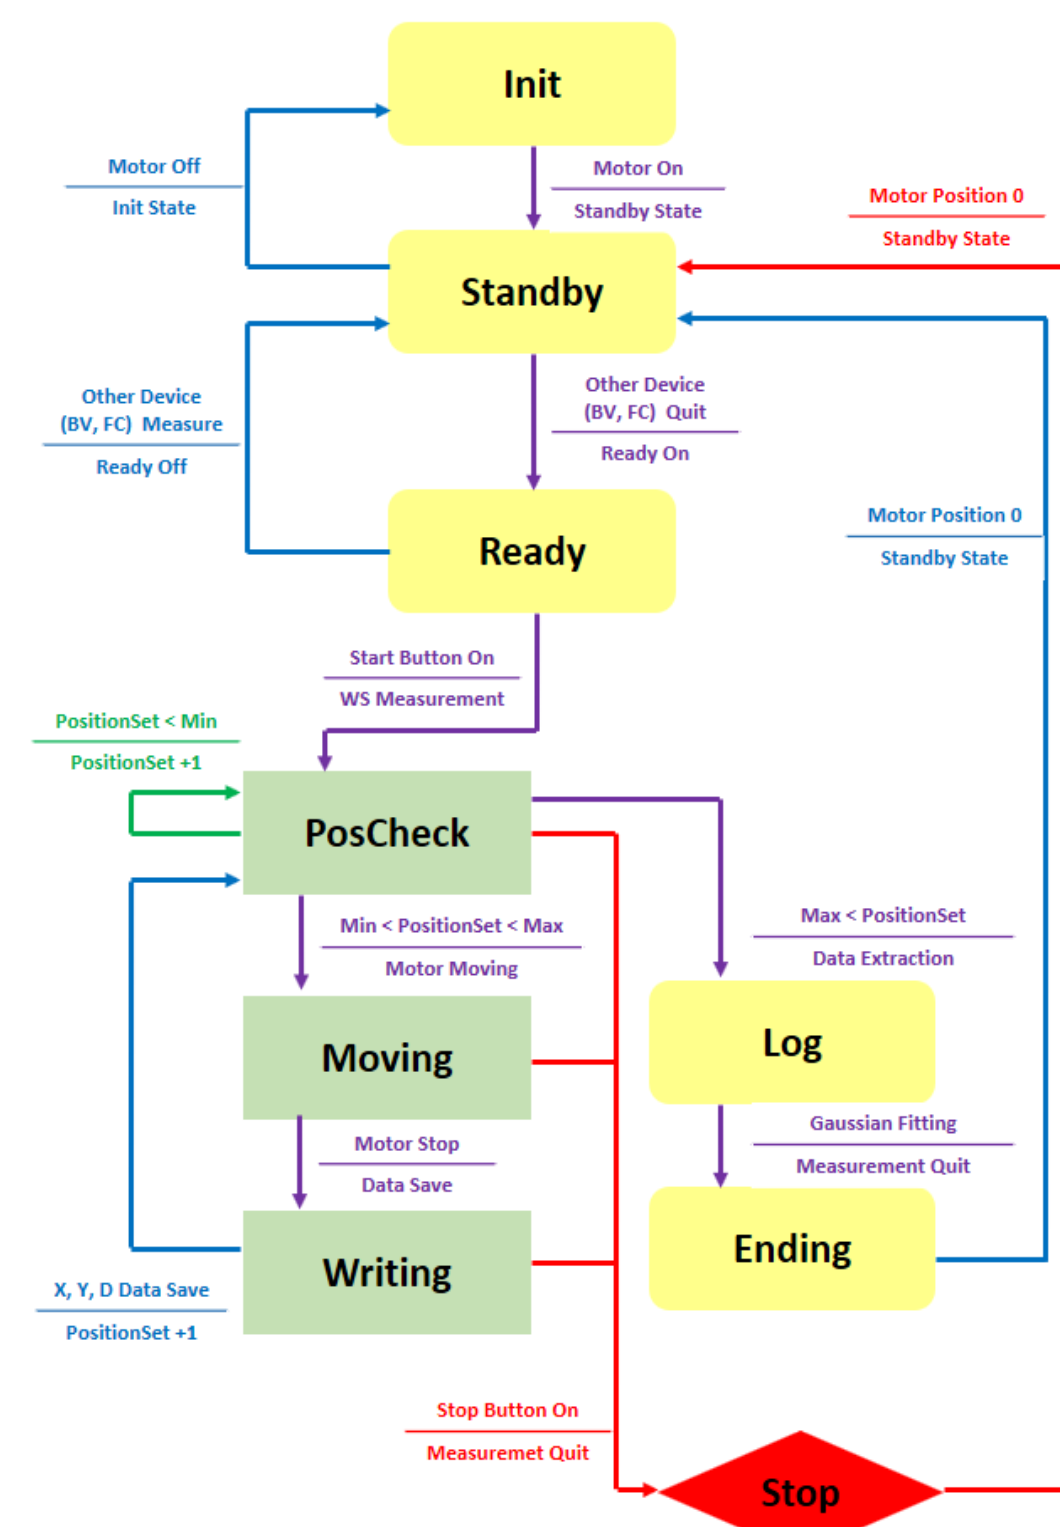 Init
Motor Off
Init State
Motor On
Standby State
Motor Position 0
Standby State
Standby
Other Device
(BV, FC)  Measure
Ready Off
Other Device
(BV, FC)  Quit
Ready On
Motor Position 0
Standby State
Ready
Start Button On
WS Measurement
PositionSet < Min
PositionSet +1
PosCheck
Min < PositionSet < Max
Motor Moving
Max < PositionSet
Data Extraction
Moving
Log
Motor Stop
Data Save
Gaussian Fitting
Measurement Quit
Writing
Ending
X, Y, D Data Save
PositionSet +1
Stop Button On
Measuremet Quit
Stop